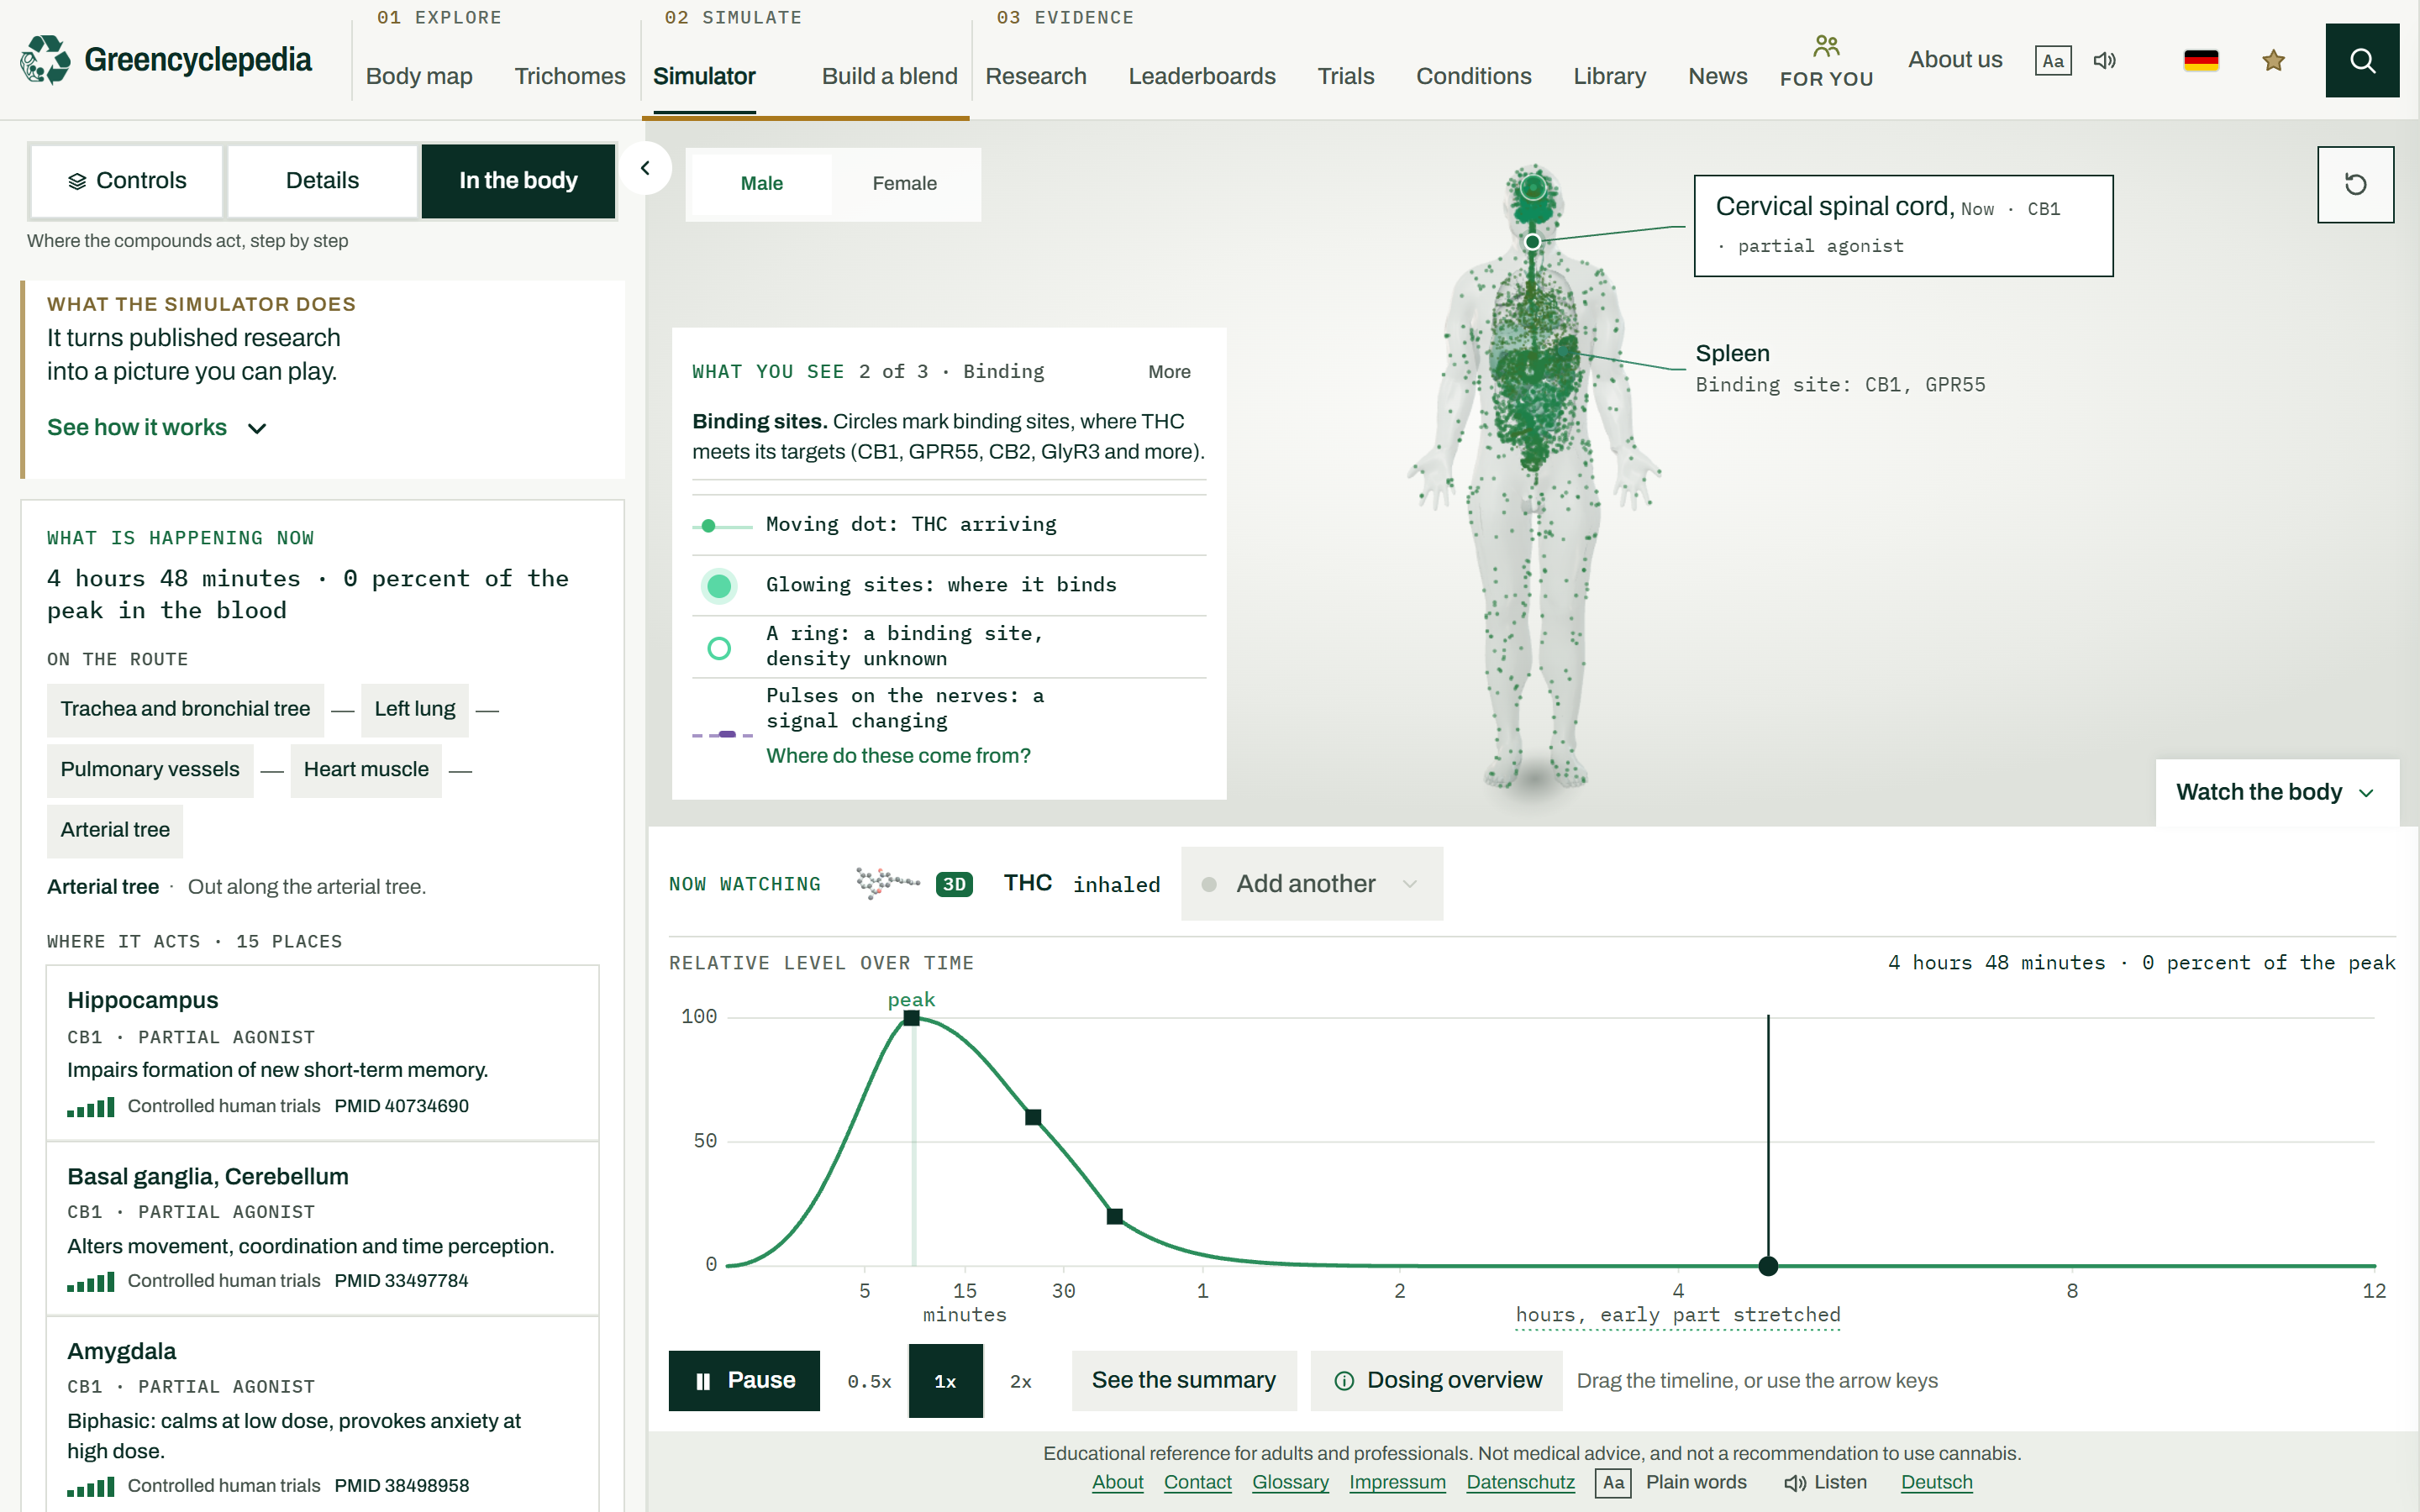 Greencyclepedia
01 EXPLORE
Body map
Trichomes
02 SIMULATE
Simulator
Build a blend
03 EVIDENCE
Research
Leaderboards
Trials
Conditions
Library
News
FOR YOU
About us
Aa
Controls
Details
In the body
Where the compounds act, step by step
WHAT THE SIMULATOR DOES
It turns published research
into a picture you can play.
See how it works
WHAT IS HAPPENING NOW
4 hours 48 minutes · 0 percent of the
peak in the blood
ON THE ROUTE
Trachea and bronchial tree — Left lung —
Pulmonary vessels — Heart muscle —
Arterial tree
Arterial tree · Out along the arterial tree.
WHERE IT ACTS · 15 PLACES
Hippocampus
CB1 · PARTIAL AGONIST
Impairs formation of new short-term memory.
Controlled human trials PMID 40734690
Basal ganglia, Cerebellum
CB1 · PARTIAL AGONIST
Alters movement, coordination and time perception.
Controlled human trials PMID 33497784
Amygdala
CB1 · PARTIAL AGONIST
Biphasic: calms at low dose, provokes anxiety at
high dose.
Controlled human trials PMID 38498958
Male
Female
WHAT YOU SEE 2 of 3 · Binding
More
Binding sites. Circles mark binding sites, where THC
meets its targets (CB1, GPR55, CB2, GlyR3 and more).
Moving dot: THC arriving
Glowing sites: where it binds
A ring: a binding site,
density unknown
Pulses on the nerves: a
signal changing
Where do these come from?
Cervical spinal cord, Now · CB1
· partial agonist
Spleen
Binding site: CB1, GPR55
Watch the body
NOW WATCHING
3D
THC inhaled
Add another
RELATIVE LEVEL OVER TIME
4 hours 48 minutes · 0 percent of the peak
peak
100
50
0
5 15 30 1 2 4 8 12
minutes
hours, early part stretched
Pause
0.5x
1x
2x
See the summary
Dosing overview
Drag the timeline, or use the arrow keys
Educational reference for adults and professionals. Not medical advice, and not a recommendation to use cannabis.
About Contact Glossary Impressum Datenschutz Aa Plain words Listen Deutsch